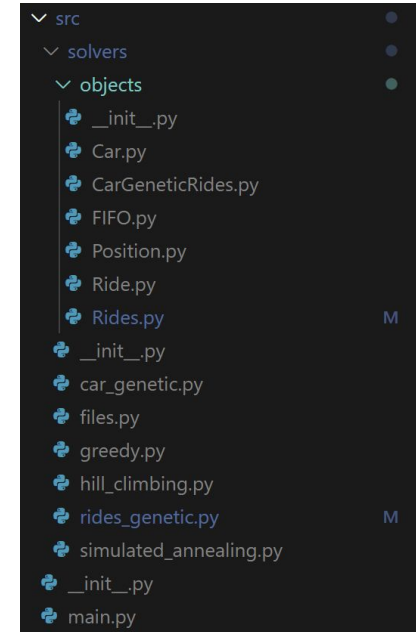 src
solvers
objects
__init__.py
Car.py
CarGeneticRides.py
FIFO.py
Position.py
Ride.py
Rides.py M
__init__.py
car_genetic.py
files.py
greedy.py
hill_climbing.py
rides_genetic.py M
simulated_annealing.py
__init__.py
main.py